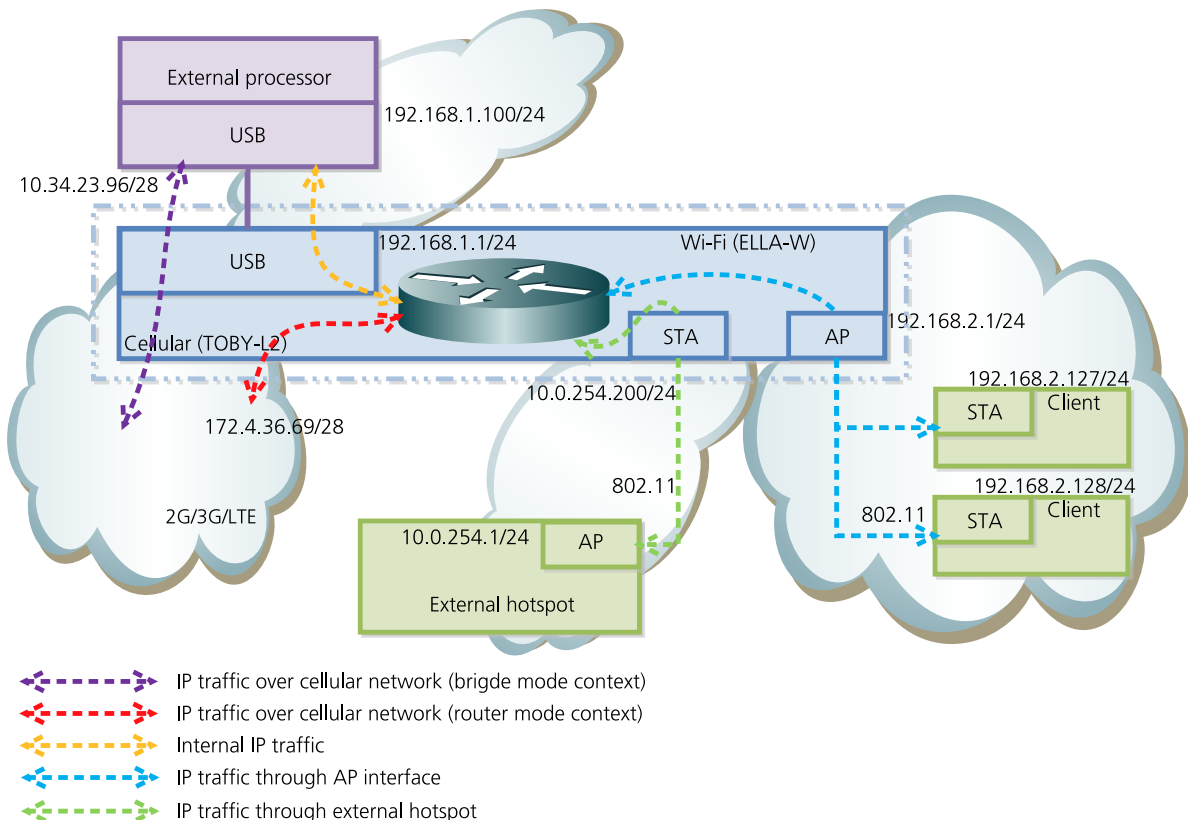 External processor
USB
192.168.1.100/24
10.34.23.96/28
USB
192.168.1.1/24
Wi-Fi (ELLA-W)
Cellular (TOBY-L2)
STA
AP
192.168.2.1/24
10.0.254.200/24
172.4.36.69/28
192.168.2.127/24
STA
Client
802.11
192.168.2.128/24
802.11
STA
Client
2G/3G/LTE
10.0.254.1/24
AP
External hotspot
IP traffic over cellular network (brigde mode context)
IP traffic over cellular network (router mode context)
Internal IP traffic
IP traffic through AP interface
IP traffic through external hotspot